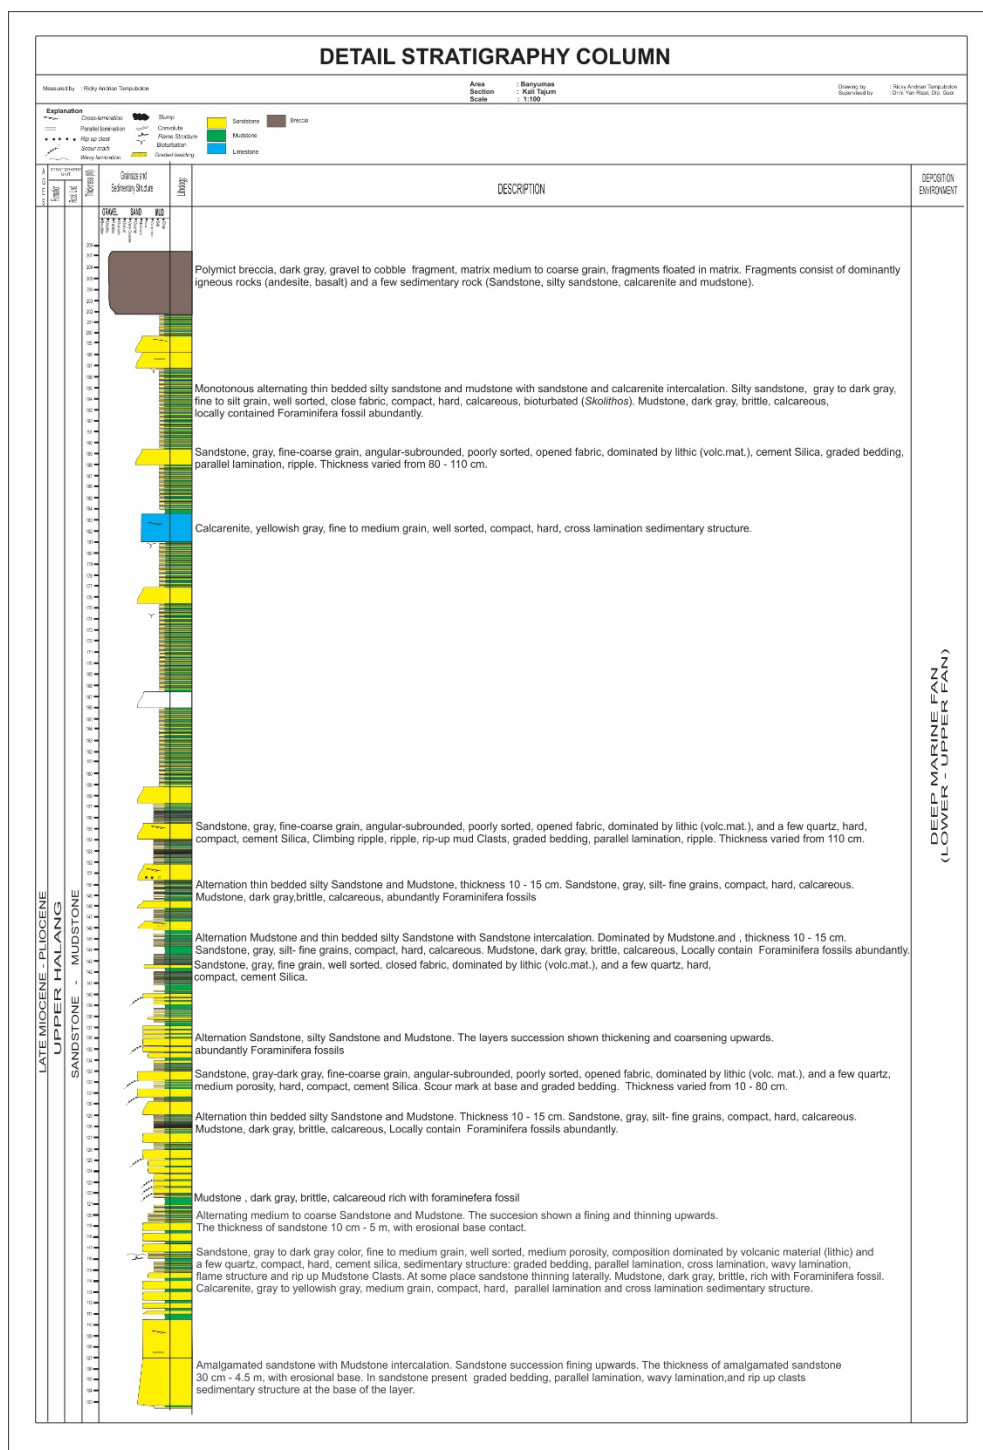 DETAIL STRATIGRAPHY COLUMN
Measured by : Ricky Andrian Tampubolon
Area : Banyumas
Section : Kali Tajum
Scale : 1:100
Drawing by : Ricky Andrian Tampubolon
Supervised by : Dr.Ir. Yan Rizal, Dip. Geol
Explanation
Cross-lamination
Parallel lamination
Rip up clast
Scour mark
Wavy lamination
Slump
Convolute
Flame Structure
Bioturbation
Graded bedding
Sandstone
Mudstone
Limestone
Breccia
AGES
STRATIGRAPHY UNIT
Formation
Rock Unit
Thickness (M)
Grainsize and
Sedimentary Structure
Lithology
DESCRIPTION
DEPOSITION
ENVIRONMENT
GRAVEL SAND MUD
Polymict breccia, dark gray, gravel to cobble fragment, matrix medium to coarse grain, fragments floated in matrix. Fragments consist of dominantly
igneous rocks (andesite, basalt) and a few sedimentary rock (Sandstone, silty sandstone, calcarenite and mudstone).
Monotonous alternating thin bedded silty sandstone and mudstone with sandstone and calcarenite intercalation. Silty sandstone, gray to dark gray,
fine to silt grain, well sorted, close fabric, compact, hard, calcareous, bioturbated (Skolithos). Mudstone, dark gray, brittle, calcareous,
locally contained Foraminifera fossil abundantly.
Sandstone, gray, fine-coarse grain, angular-subrounded, poorly sorted, opened fabric, dominated by lithic (volc.mat.), cement Silica, graded bedding,
parallel lamination, ripple. Thickness varied from 80 - 110 cm.
Calcarenite, yellowish gray, fine to medium grain, well sorted, compact, hard, cross lamination sedimentary structure.
Sandstone, gray, fine-coarse grain, angular-subrounded, poorly sorted, opened fabric, dominated by lithic (volc.mat.), and a few quartz, hard,
compact, cement Silica, Climbing ripple, ripple, rip-up mud Clasts, graded bedding, parallel lamination, ripple. Thickness varied from 110 cm.
Alternation thin bedded silty Sandstone and Mudstone, thickness 10 - 15 cm. Sandstone, gray, silt- fine grains, compact, hard, calcareous.
Mudstone, dark gray,brittle, calcareous, abundantly Foraminifera fossils
Alternation Mudstone and thin bedded silty Sandstone with Sandstone intercalation. Dominated by Mudstone.and , thickness 10 - 15 cm.
Sandstone, gray, silt- fine grains, compact, hard, calcareous. Mudstone, dark gray, brittle, calcareous, Locally contain Foraminifera fossils abundantly.
Sandstone, gray, fine grain, well sorted, closed fabric, dominated by lithic (volc.mat.), and a few quartz, hard,
compact, cement Silica.
Alternation Sandstone, silty Sandstone and Mudstone. The layers succession shown thickening and coarsening upwards.
abundantly Foraminifera fossils
Sandstone, gray-dark gray, fine-coarse grain, angular-subrounded, poorly sorted, opened fabric, dominated by lithic (volc. mat.), and a few quartz,
medium porosity, hard, compact, cement Silica. Scour mark at base and graded bedding. Thickness varied from 10 - 80 cm.
Alternation thin bedded silty Sandstone and Mudstone. Thickness 10 - 15 cm. Sandstone, gray, silt- fine grains, compact, hard, calcareous.
Mudstone, dark gray, brittle, calcareous, Locally contain Foraminifera fossils abundantly.
Mudstone , dark gray, brittle, calcareoud rich with foraminefera fossil
Alternating medium to coarse Sandstone and Mudstone. The succesion shown a fining and thinning upwards.
The thickness of sandstone 10 cm - 5 m, with erosional base contact.
Sandstone, gray to dark gray color, fine to medium grain, well sorted, medium porosity, composition dominated by volcanic material (lithic) and
a few quartz, compact, hard, cement silica, sedimentary structure: graded bedding, parallel lamination, cross lamination, wavy lamination,
flame structure and rip up Mudstone Clasts. At some place sandstone thinning laterally. Mudstone, dark gray, brittle, rich with Foraminifera fossil.
Calcarenite, gray to yellowish gray, medium grain, compact, hard, parallel lamination and cross lamination sedimentary structure.
Amalgamated sandstone with Mudstone intercalation. Sandstone succession fining upwards. The thickness of amalgamated sandstone
30 cm - 4.5 m, with erosional base. In sandstone present graded bedding, parallel lamination, wavy lamination,and rip up clasts
sedimentary structure at the base of the layer.
LATE MIOCENE - PLIOCENE
UPPER HALANG
SANDSTONE - MUDSTONE
DEEP MARINE FAN
(LOWER - UPPER FAN)